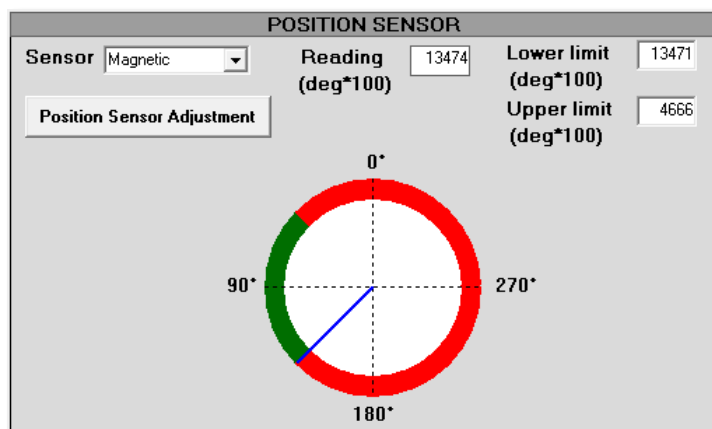 POSITION SENSOR
Sensor Magnetic Reading 13474 Lower limit 13471
(deg*100) (deg*100)
Position Sensor Adjustment Upper limit 4666
(deg*100)
0°
90° 270°
180°